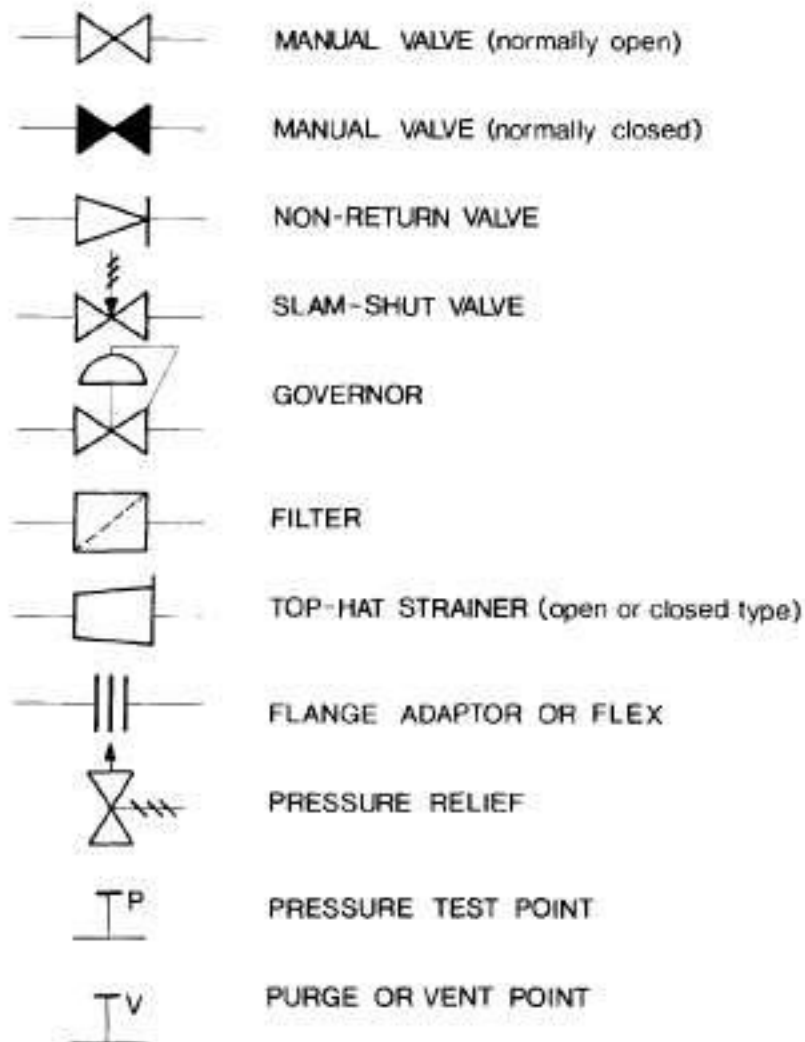 MANUAL VALVE (normally open)
MANUAL VALVE (normally closed)
NON-RETURN VALVE
SLAM-SHUT VALVE
GOVERNOR
FILTER
TOP-HAT STRAINER (open or closed type)
FLANGE ADAPTOR OR FLEX
PRESSURE RELIEF
P PRESSURE TEST POINT
V PURGE OR VENT POINT